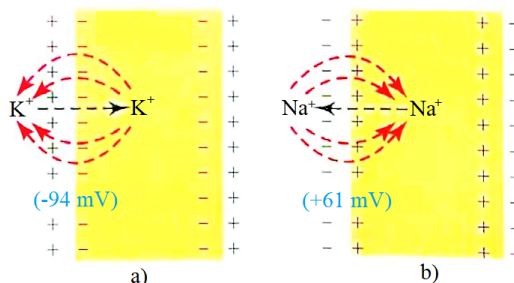 K⁺ K⁺ Na⁺ Na⁺
(-94 mV) (+61 mV)
a) b)